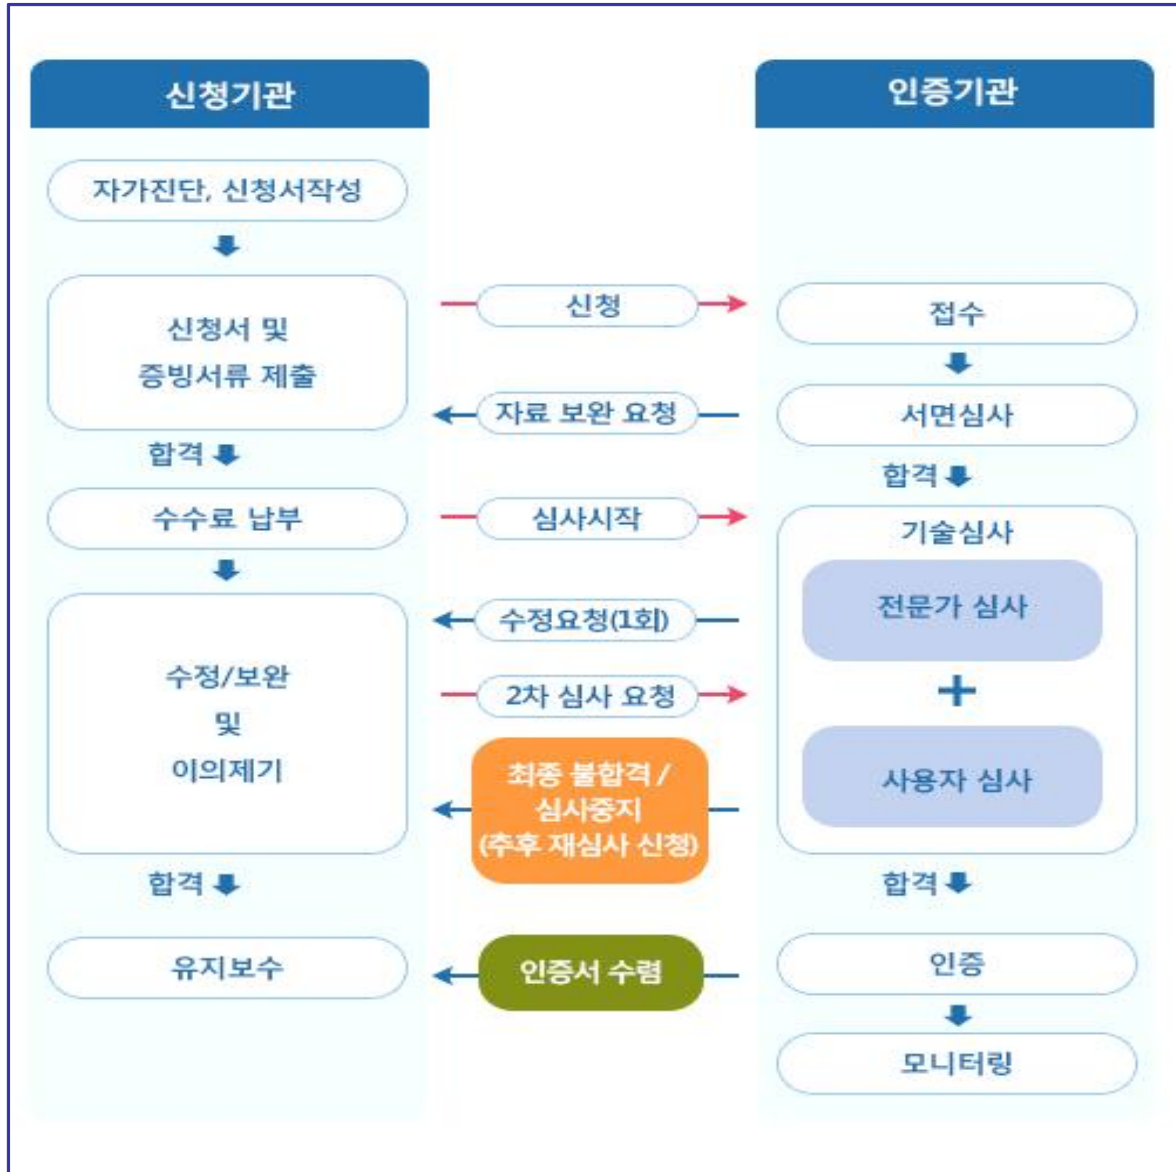 신청기관
인증기관
자가진단, 신청서작성
신청서 및
증빙서류 제출
신청
접수
자료 보완 요청
서면심사
합격
합격
수수료 납부
심사시작
기술심사
전문가 심사
수정요청(1회)
수정/보완
및
이의제기
2차 심사 요청
사용자 심사
최종 불합격 /
심사중지
(추후 재심사 신청)
합격
합격
유지보수
인증서 수렴
인증
모니터링